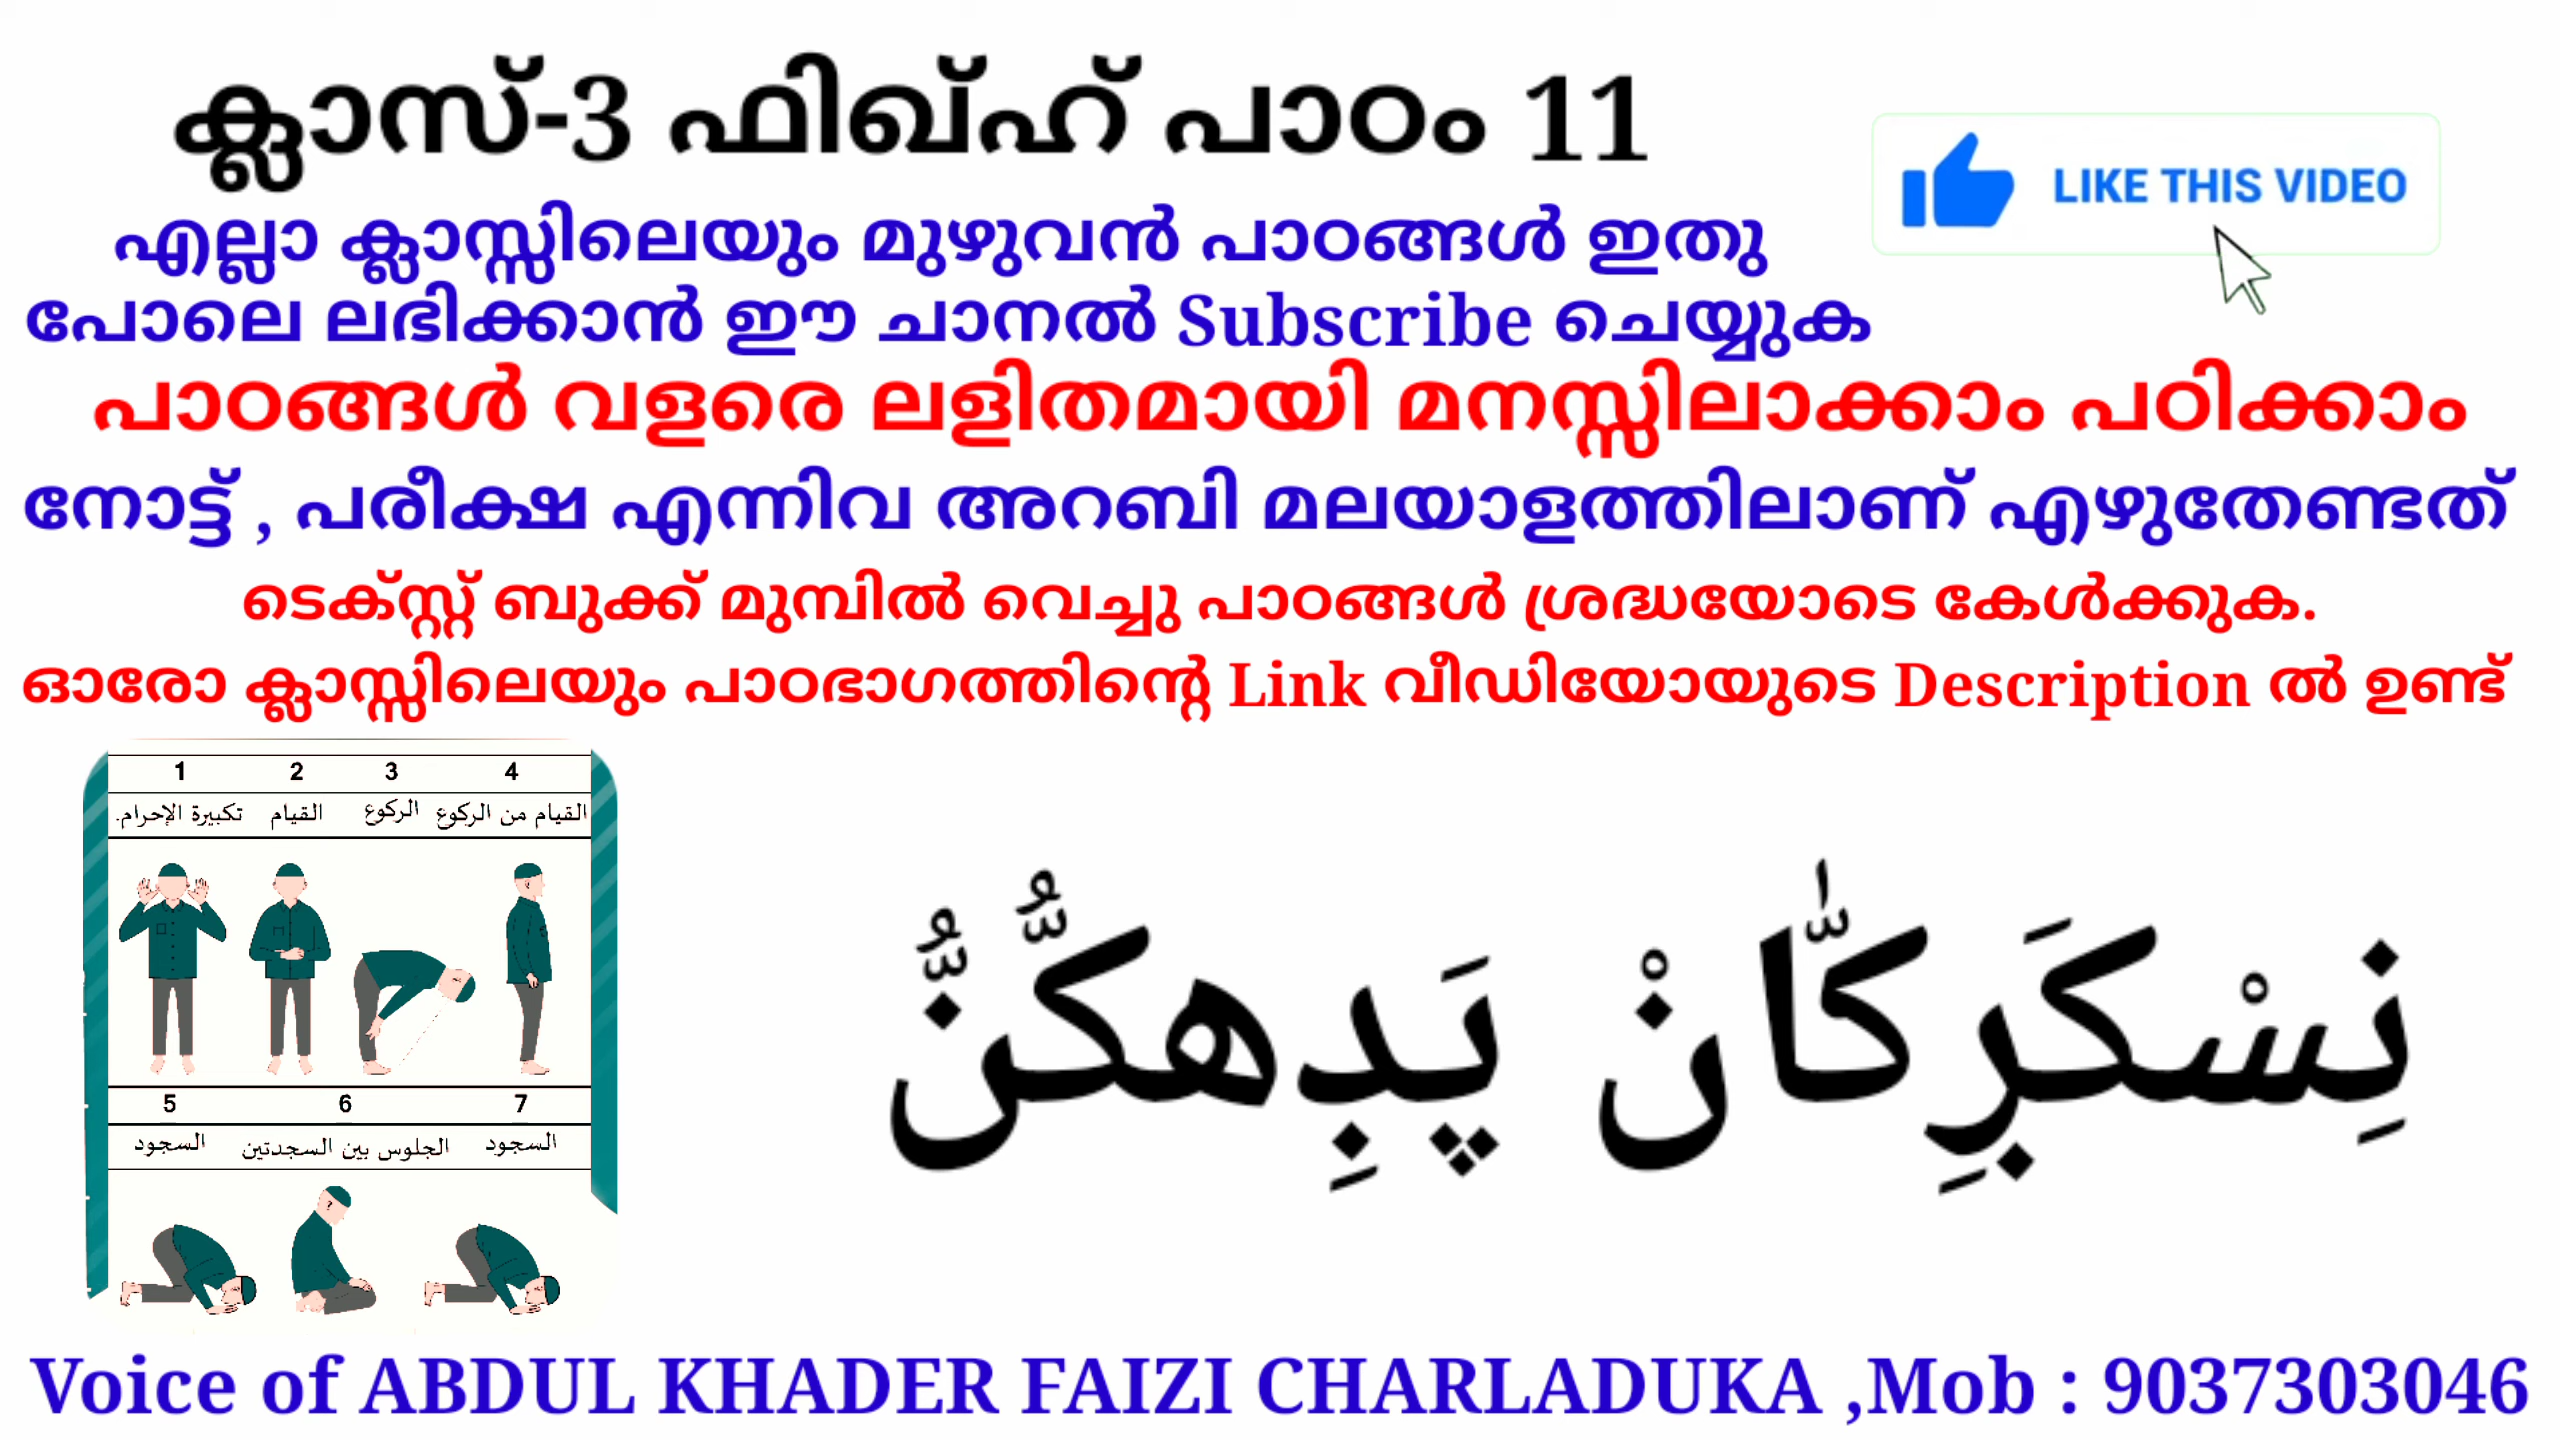 ക്ലാസ്-3 ഫിഖ്ഹ് പാഠം 11
LIKE THIS VIDEO
എല്ലാ ക്ലാസ്സിലെയും മുഴുവൻ പാഠങ്ങൾ ഇതു
പോലെ ലഭിക്കാൻ ഈ ചാനൽ Subscribe ചെയ്യുക
പാഠങ്ങൾ വളരെ ലളിതമായി മനസ്സിലാക്കാം പഠിക്കാം
നോട്ട് , പരീക്ഷ എന്നിവ അറബി മലയാളത്തിലാണ് എഴുതേണ്ടത്
ടെക്സ്റ്റ് ബുക്ക് മുമ്പിൽ വെച്ചു പാഠങ്ങൾ ശ്രദ്ധയോടെ കേൾക്കുക.
ഓരോ ക്ലാസ്സിലെയും പാഠഭാഗത്തിന്റെ Link വീഡിയോയുടെ Description ൽ ഉണ്ട്
1 2 3 4
تكبيرة الإحرام. القيام الركوع القيام من الركوع
5 6 7
السجود الجلوس بين السجدتين السجود
نِسْكَرِكّٰانْ پَدِهكُّنُّ
Voice of ABDUL KHADER FAIZI CHARLADUKA ,Mob : 9037303046